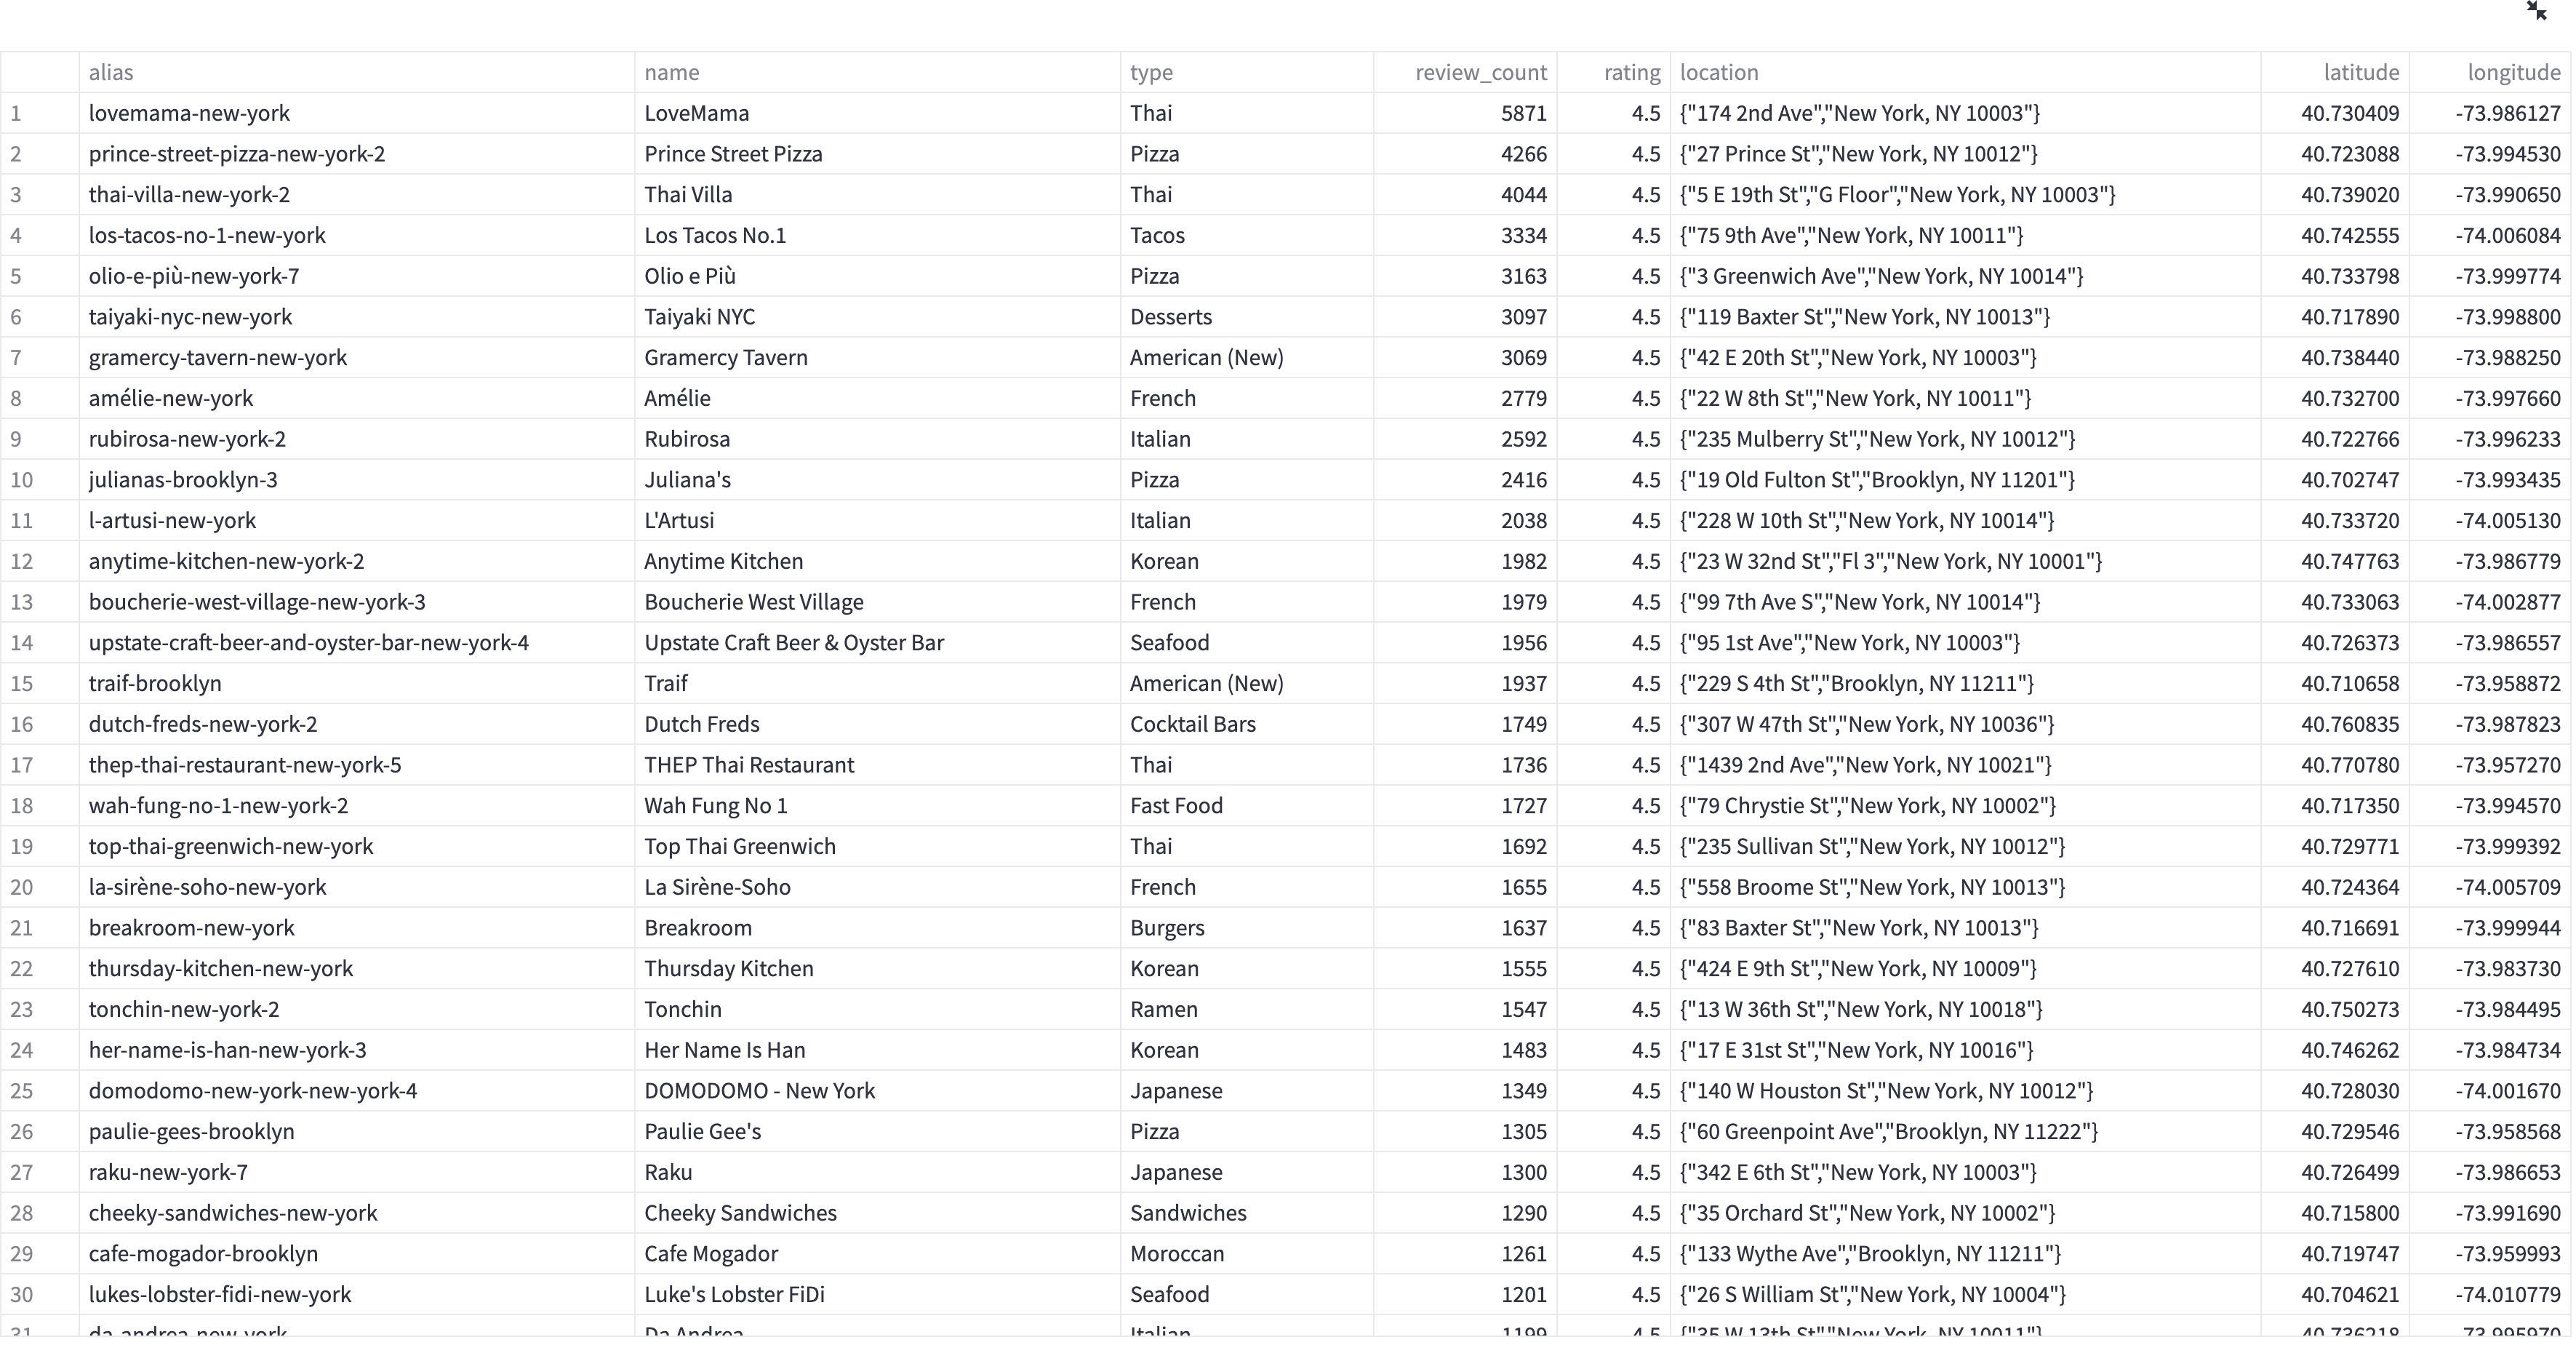 alias name type review_count rating location latitude longitude
1 lovemama-new-york LoveMama Thai 5871 4.5 {"174 2nd Ave","New York, NY 10003"} 40.730409 -73.986127
2 prince-street-pizza-new-york-2 Prince Street Pizza Pizza 4266 4.5 {"27 Prince St","New York, NY 10012"} 40.723088 -73.994530
3 thai-villa-new-york-2 Thai Villa Thai 4044 4.5 {"5 E 19th St","G Floor","New York, NY 10003"} 40.739020 -73.990650
4 los-tacos-no-1-new-york Los Tacos No.1 Tacos 3334 4.5 {"75 9th Ave","New York, NY 10011"} 40.742555 -74.006084
5 olio-e-più-new-york-7 Olio e Più Pizza 3163 4.5 {"3 Greenwich Ave","New York, NY 10014"} 40.733798 -73.999774
6 taiyaki-nyc-new-york Taiyaki NYC Desserts 3097 4.5 {"119 Baxter St","New York, NY 10013"} 40.717890 -73.998800
7 gramercy-tavern-new-york Gramercy Tavern American (New) 3069 4.5 {"42 E 20th St","New York, NY 10003"} 40.738440 -73.988250
8 amélie-new-york Amélie French 2779 4.5 {"22 W 8th St","New York, NY 10011"} 40.732700 -73.997660
9 rubirosa-new-york-2 Rubirosa Italian 2592 4.5 {"235 Mulberry St","New York, NY 10012"} 40.722766 -73.996233
10 julianas-brooklyn-3 Juliana's Pizza 2416 4.5 {"19 Old Fulton St","Brooklyn, NY 11201"} 40.702747 -73.993435
11 l-artusi-new-york L'Artusi Italian 2038 4.5 {"228 W 10th St","New York, NY 10014"} 40.733720 -74.005130
12 anytime-kitchen-new-york-2 Anytime Kitchen Korean 1982 4.5 {"23 W 32nd St","Fl 3","New York, NY 10001"} 40.747763 -73.986779
13 boucherie-west-village-new-york-3 Boucherie West Village French 1979 4.5 {"99 7th Ave S","New York, NY 10014"} 40.733063 -74.002877
14 upstate-craft-beer-and-oyster-bar-new-york-4 Upstate Craft Beer & Oyster Bar Seafood 1956 4.5 {"95 1st Ave","New York, NY 10003"} 40.726373 -73.986557
15 traif-brooklyn Traif American (New) 1937 4.5 {"229 S 4th St","Brooklyn, NY 11211"} 40.710658 -73.958872
16 dutch-freds-new-york-2 Dutch Freds Cocktail Bars 1749 4.5 {"307 W 47th St","New York, NY 10036"} 40.760835 -73.987823
17 thep-thai-restaurant-new-york-5 THEP Thai Restaurant Thai 1736 4.5 {"1439 2nd Ave","New York, NY 10021"} 40.770780 -73.957270
18 wah-fung-no-1-new-york-2 Wah Fung No 1 Fast Food 1727 4.5 {"79 Chrystie St","New York, NY 10002"} 40.717350 -73.994570
19 top-thai-greenwich-new-york Top Thai Greenwich Thai 1692 4.5 {"235 Sullivan St","New York, NY 10012"} 40.729771 -73.999392
20 la-sirène-soho-new-york La Sirène-Soho French 1655 4.5 {"558 Broome St","New York, NY 10013"} 40.724364 -74.005709
21 breakroom-new-york Breakroom Burgers 1637 4.5 {"83 Baxter St","New York, NY 10013"} 40.716691 -73.999944
22 thursday-kitchen-new-york Thursday Kitchen Korean 1555 4.5 {"424 E 9th St","New York, NY 10009"} 40.727610 -73.983730
23 tonchin-new-york-2 Tonchin Ramen 1547 4.5 {"13 W 36th St","New York, NY 10018"} 40.750273 -73.984495
24 her-name-is-han-new-york-3 Her Name Is Han Korean 1483 4.5 {"17 E 31st St","New York, NY 10016"} 40.746262 -73.984734
25 domodomo-new-york-new-york-4 DOMODOMO - New York Japanese 1349 4.5 {"140 W Houston St","New York, NY 10012"} 40.728030 -74.001670
26 paulie-gees-brooklyn Paulie Gee's Pizza 1305 4.5 {"60 Greenpoint Ave","Brooklyn, NY 11222"} 40.729546 -73.958568
27 raku-new-york-7 Raku Japanese 1300 4.5 {"342 E 6th St","New York, NY 10003"} 40.726499 -73.986653
28 cheeky-sandwiches-new-york Cheeky Sandwiches Sandwiches 1290 4.5 {"35 Orchard St","New York, NY 10002"} 40.715800 -73.991690
29 cafe-mogador-brooklyn Cafe Mogador Moroccan 1261 4.5 {"133 Wythe Ave","Brooklyn, NY 11211"} 40.719747 -73.959993
30 lukes-lobster-fidi-new-york Luke's Lobster FiDi Seafood 1201 4.5 {"26 S William St","New York, NY 10004"} 40.704621 -74.010779
31 da-andrea-new-york Da Andrea Italian 1199 4.5 {"35 W 13th St","New York, NY 10011"} 40.736218 -73.995970